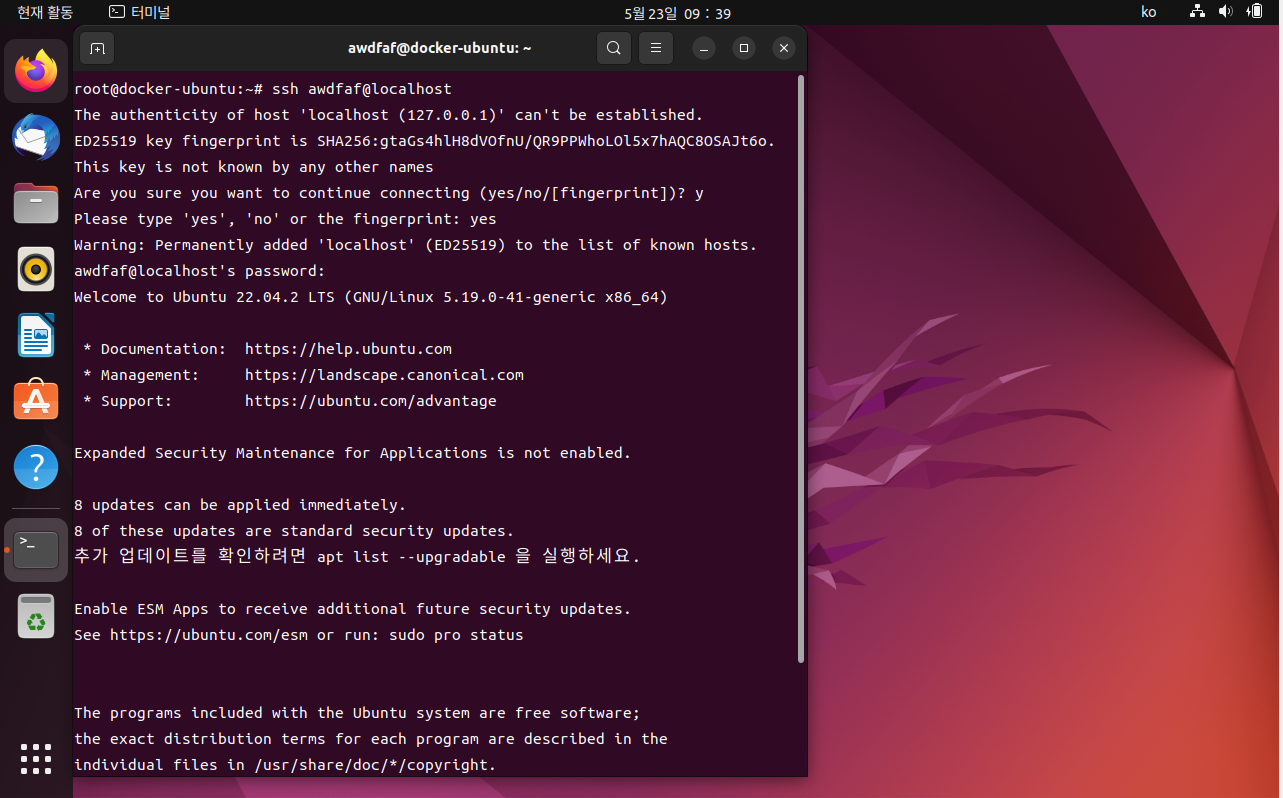 현재 활동 터미널 5월 23일 09 : 39 ko
awdfaf@docker-ubuntu: ~
root@docker-ubuntu:~# ssh awdfaf@localhost
The authenticity of host 'localhost (127.0.0.1)' can't be established.
ED25519 key fingerprint is SHA256:gtaGs4hlH8dVOfnU/QR9PPWhoLOl5x7hAQC8OSAJt6o.
This key is not known by any other names
Are you sure you want to continue connecting (yes/no/[fingerprint])? y
Please type 'yes', 'no' or the fingerprint: yes
Warning: Permanently added 'localhost' (ED25519) to the list of known hosts.
awdfaf@localhost's password:
Welcome to Ubuntu 22.04.2 LTS (GNU/Linux 5.19.0-41-generic x86_64)
* Documentation:  https://help.ubuntu.com
* Management:     https://landscape.canonical.com
* Support:        https://ubuntu.com/advantage
Expanded Security Maintenance for Applications is not enabled.
8 updates can be applied immediately.
8 of these updates are standard security updates.
추가 업데이트를 확인하려면 apt list --upgradable 을 실행하세요.
Enable ESM Apps to receive additional future security updates.
See https://ubuntu.com/esm or run: sudo pro status
The programs included with the Ubuntu system are free software;
the exact distribution terms for each program are described in the
individual files in /usr/share/doc/*/copyright.